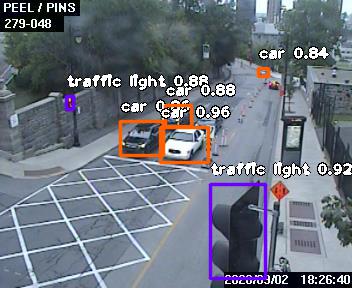 PEEL / PINS
279-048
car 0.84
traffic light 0.88
car 0.88
car 0.96
traffic light 0.92
2020/09/02 18:26:40